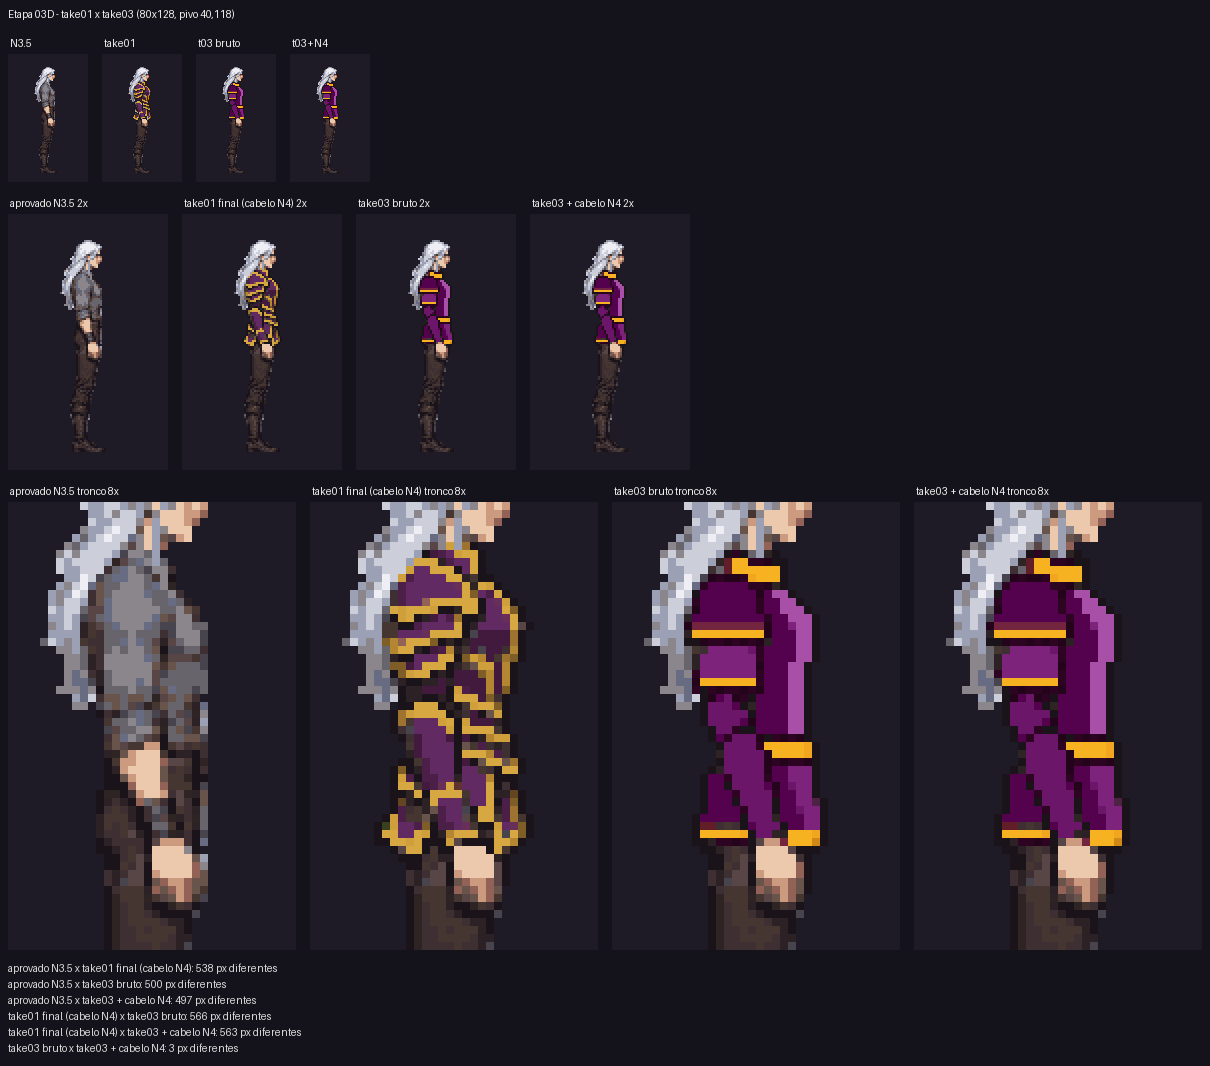 Etapa 03D - take01 x take03 (80x128, pivo 40,118)
N3.5 take01 t03 bruto t03+N4
aprovado N3.5 2x take01 final (cabelo N4) 2x take03 bruto 2x take03 + cabelo N4 2x
aprovado N3.5 tronco 8x take01 final (cabelo N4) tronco 8x take03 bruto tronco 8x take03 + cabelo N4 tronco 8x
aprovado N3.5 x take01 final (cabelo N4): 538 px diferentes
aprovado N3.5 x take03 bruto: 500 px diferentes
aprovado N3.5 x take03 + cabelo N4: 497 px diferentes
take01 final (cabelo N4) x take03 bruto: 566 px diferentes
take01 final (cabelo N4) x take03 + cabelo N4: 563 px diferentes
take03 bruto x take03 + cabelo N4: 3 px diferentes